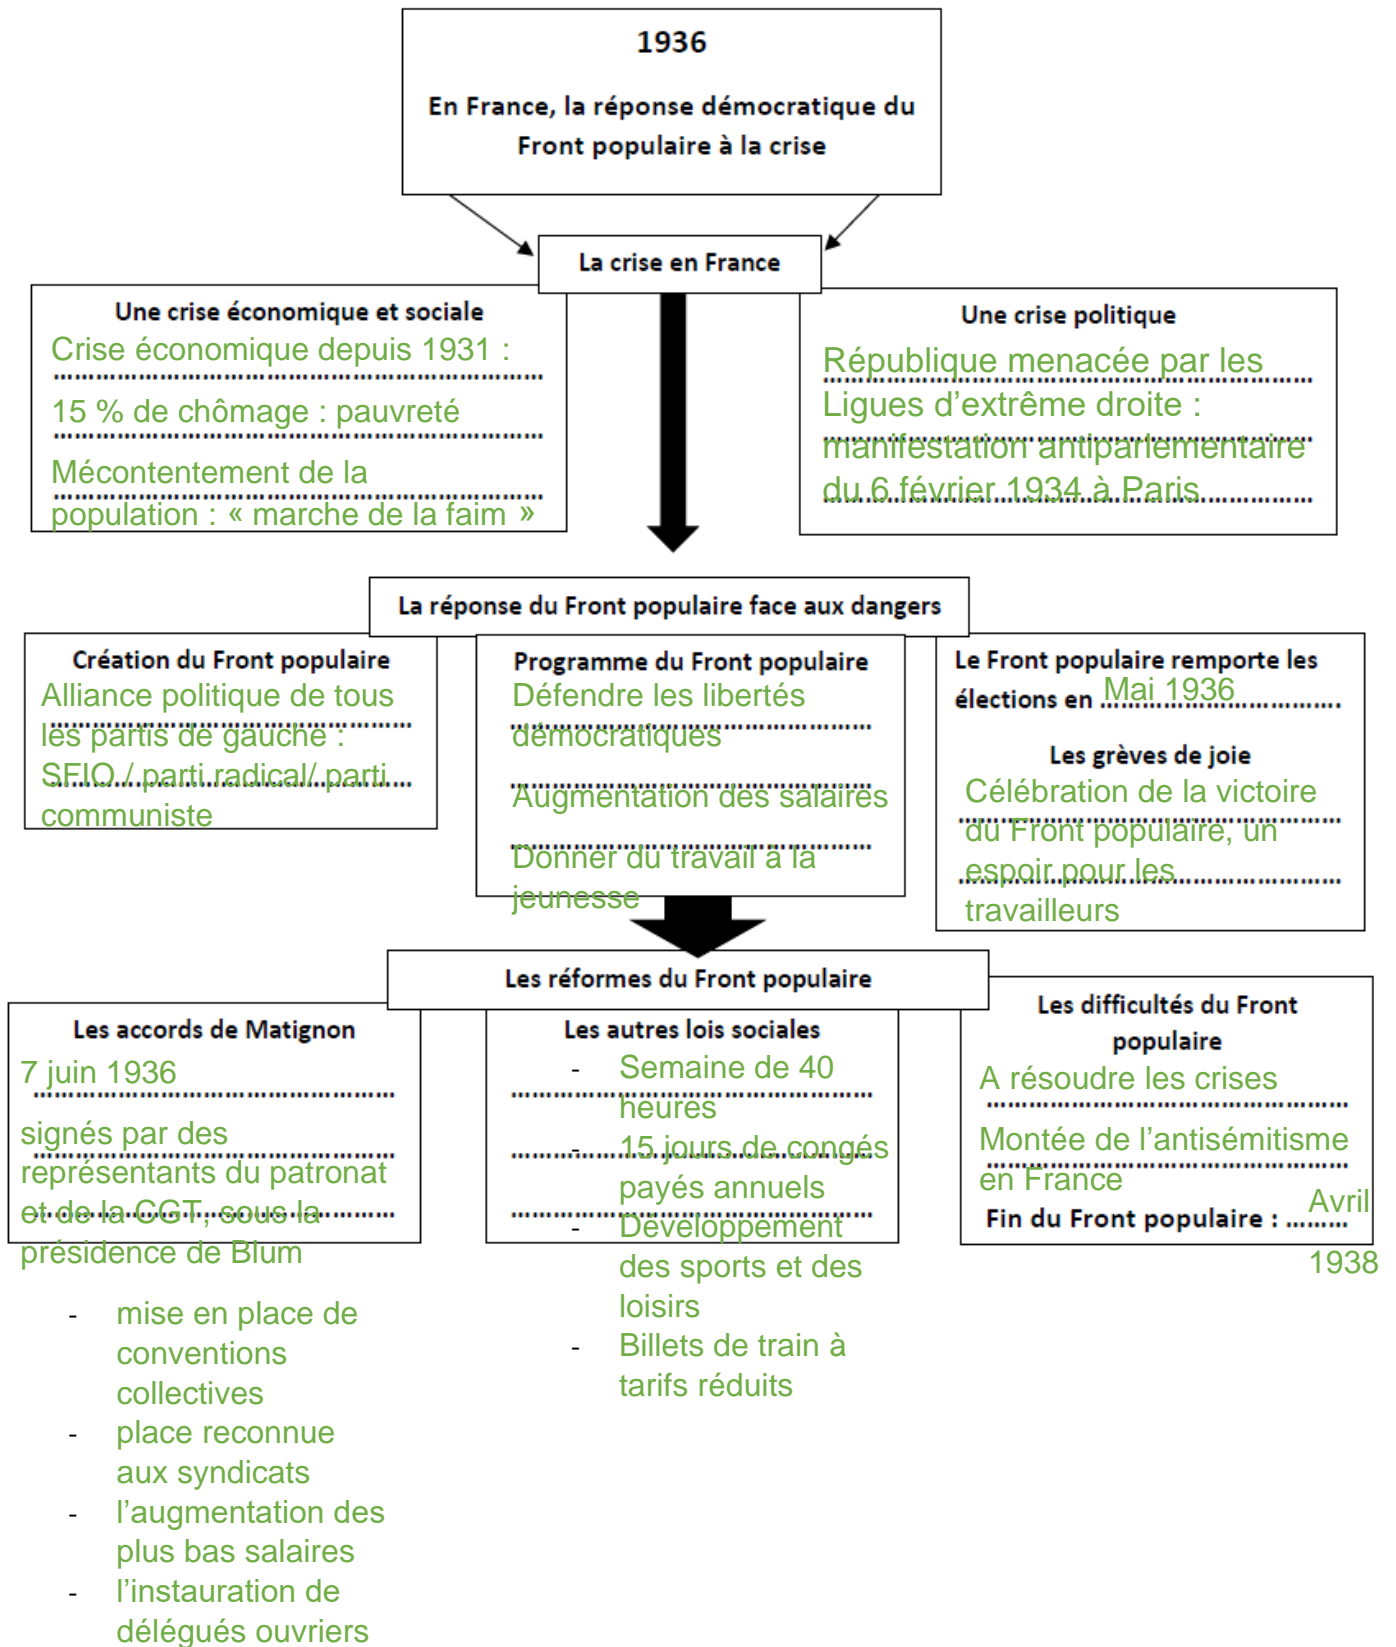 1936
En France, la réponse démocratique du
Front populaire à la crise
La crise en France
Une crise économique et sociale
Crise économique depuis 1931 :
15 % de chômage : pauvreté
Mécontentement de la
population : « marche de la faim »
Une crise politique
République menacée par les
Ligues d’extrême droite :
manifestation antiparlementaire
du 6 février 1934 à Paris
La réponse du Front populaire face aux dangers
Création du Front populaire
Alliance politique de tous
les partis de gauche :
SFIO / parti radical/ parti
communiste
Programme du Front populaire
Défendre les libertés
démocratiques
Augmentation des salaires
Donner du travail à la
jeunesse
Le Front populaire remporte les
élections en Mai 1936
Les grèves de joie
Célébration de la victoire
du Front populaire, un
espoir pour les
travailleurs
Les réformes du Front populaire
Les accords de Matignon
7 juin 1936
signés par des
représentants du patronat
et de la CGT, sous la
présidence de Blum
- mise en place de
conventions
collectives
- place reconnue
aux syndicats
- l’augmentation des
plus bas salaires
- l’instauration de
délégués ouvriers
Les autres lois sociales
- Semaine de 40
heures
- 15 jours de congés
payés annuels
- Développement
des sports et des
loisirs
- Billets de train à
tarifs réduits
Les difficultés du Front
populaire
A résoudre les crises
Montée de l’antisémitisme
en France
Fin du Front populaire : Avril
1938